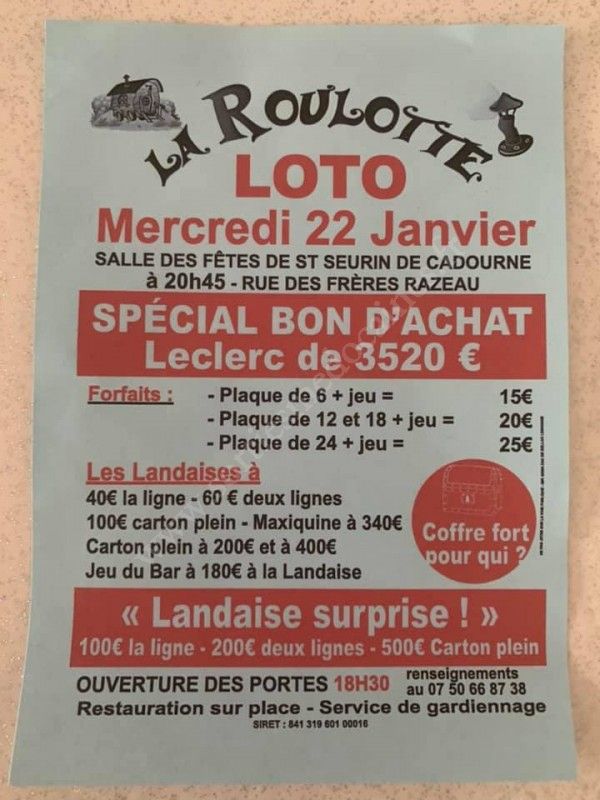 LA ROULOTTE
LOTO
Mercredi 22 Janvier
SALLE DES FÊTES DE ST SEURIN DE CADOURNE
à 20h45 - RUE DES FRÈRES RAZEAU
SPÉCIAL BON D'ACHAT
Leclerc de 3520 €
Forfaits : - Plaque de 6 + jeu = 15€
- Plaque de 12 et 18 + jeu = 20€
- Plaque de 24 + jeu = 25€
Les Landaises à
40€ la ligne - 60 € deux lignes
100€ carton plein - Maxiquine à 340€
Carton plein à 200€ et à 400€
Jeu du Bar à 180€ à la Landaise
Coffre fort
pour qui ?
« Landaise surprise ! »
100€ la ligne - 200€ deux lignes - 500€ Carton plein
OUVERTURE DES PORTES 18H30 renseignements
au 07 50 66 87 38
Restauration sur place - Service de gardiennage
SIRET : 841 319 601 00016